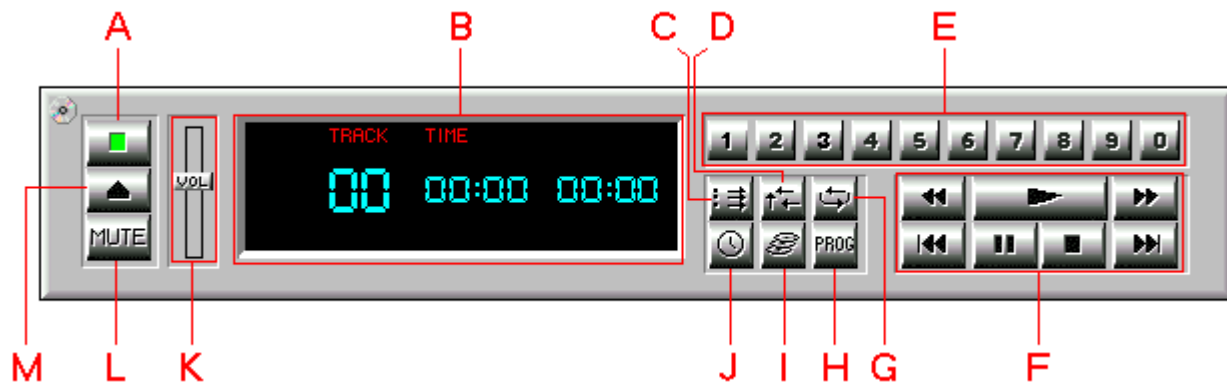 A B C D E
TRACK TIME
00 00:00 00:00
VOL
MUTE
1 2 3 4 5 6 7 8 9 0
PROG
M L K J I H G F